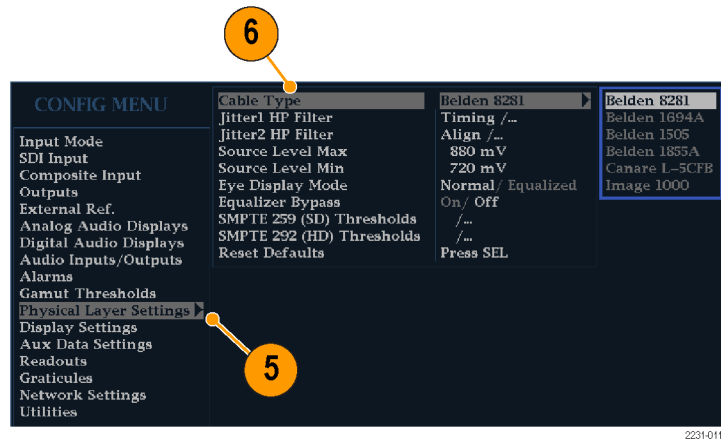 6
CONFIG MENU
Input Mode
SDI Input
Composite Input
Outputs
External Ref.
Analog Audio Displays
Digital Audio Displays
Audio Inputs/Outputs
Alarms
Gamut Thresholds
Physical Layer Settings
Display Settings
Aux Data Settings
Readouts
Graticules
Network Settings
Utilities
Cable Type Belden 8281
Jitter1 HP Filter Timing /...
Jitter2 HP Filter Align /...
Source Level Max 880 mV
Source Level Min 720 mV
Eye Display Mode Normal/ Equalized
Equalizer Bypass On/ Off
SMPTE 259 (SD) Thresholds /...
SMPTE 292 (HD) Thresholds /...
Reset Defaults Press SEL
Belden 8281
Belden 1694A
Belden 1505
Belden 1855A
Canare L-5CFB
Image 1000
5
2231-011